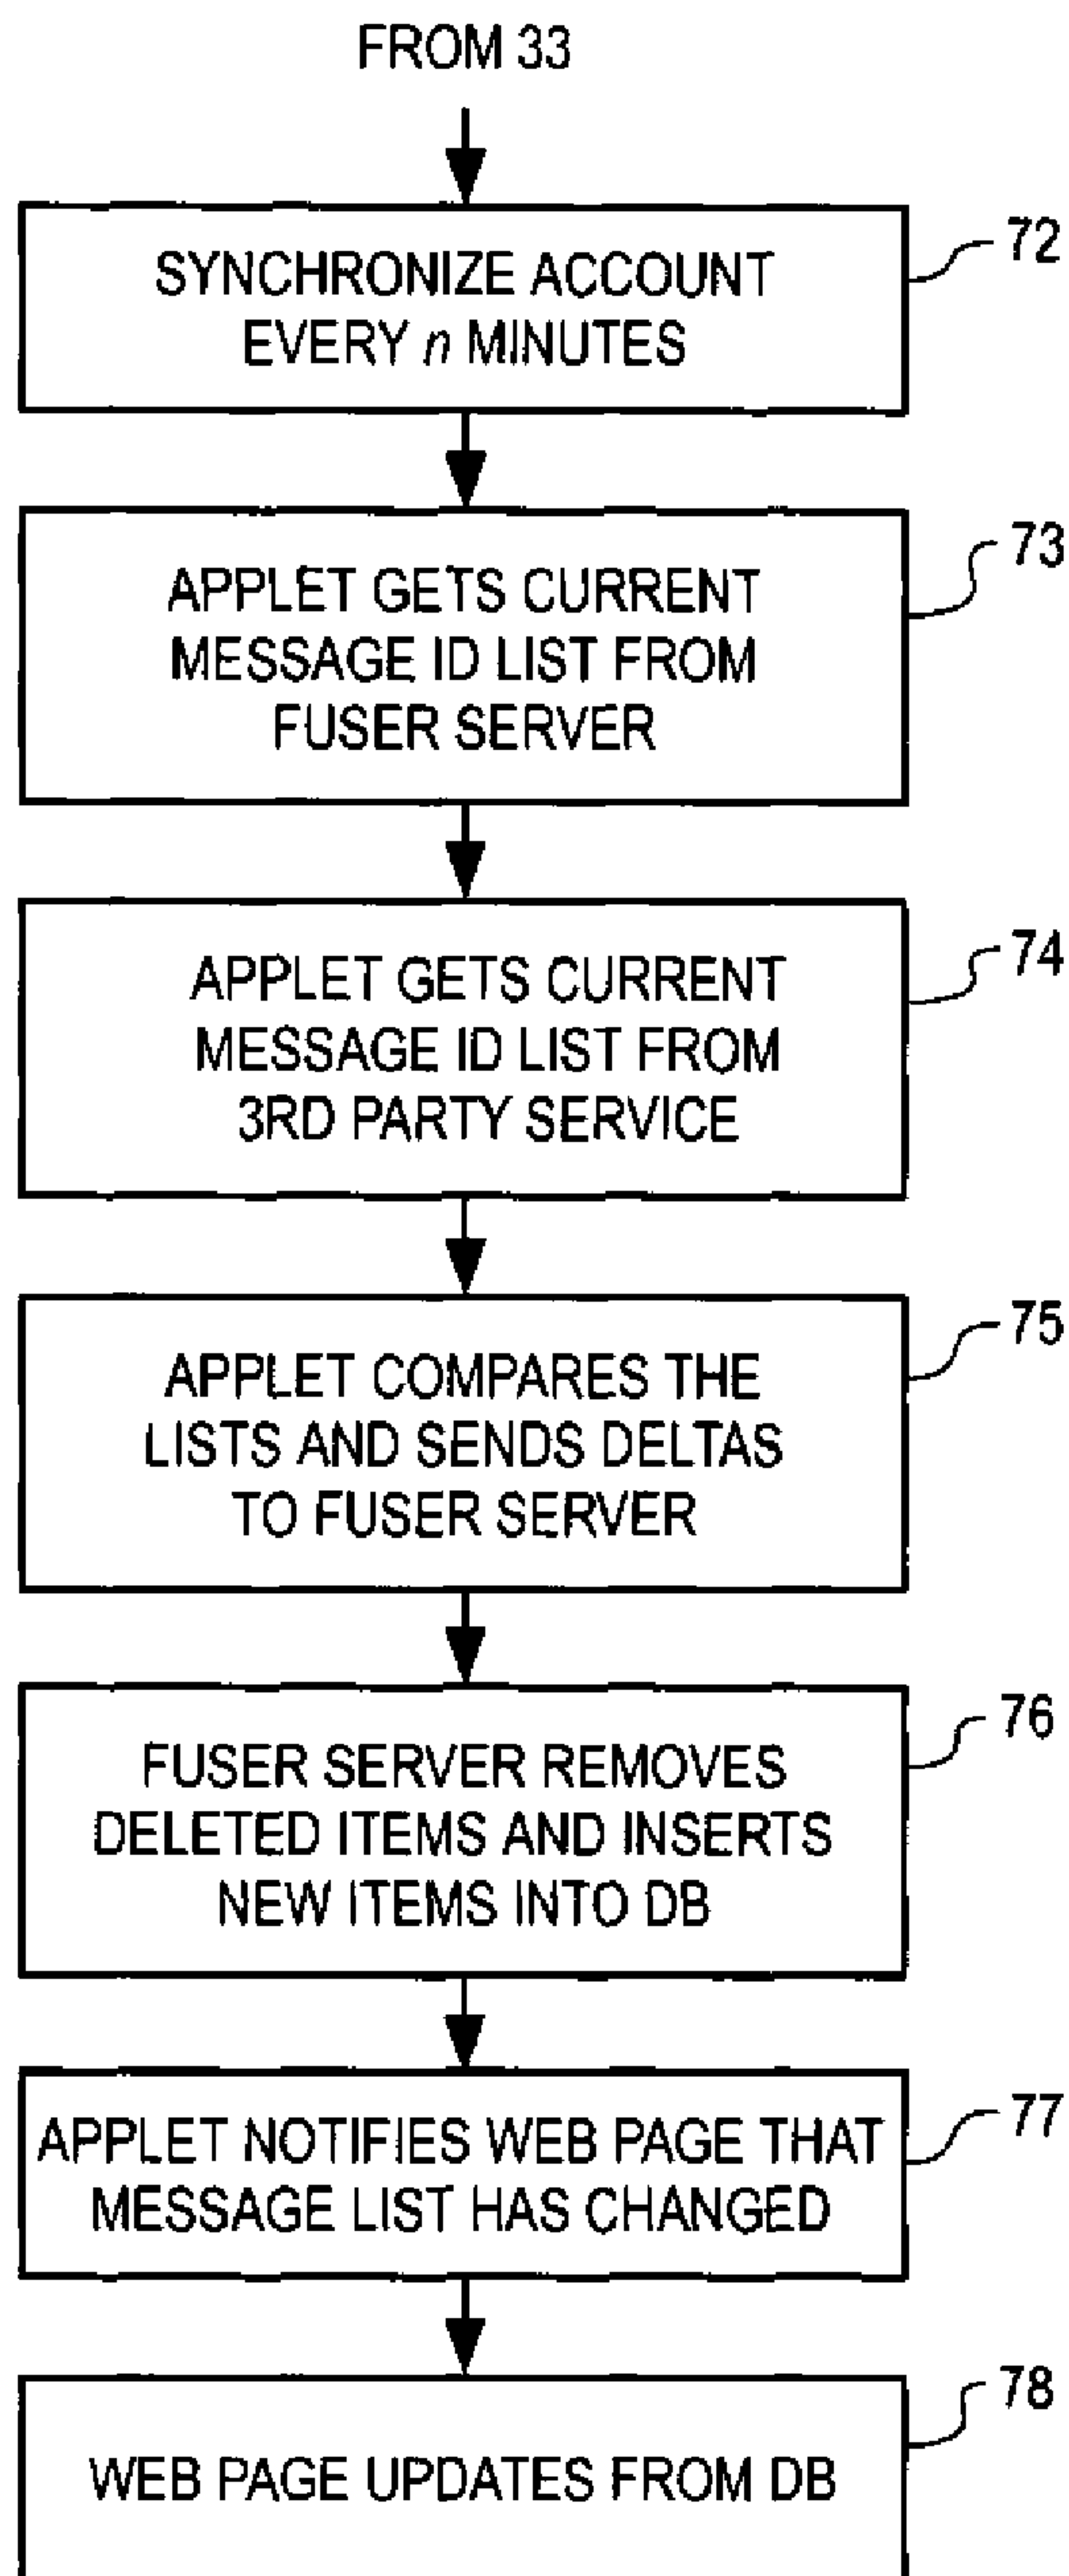 FROM 33
SYNCHRONIZE ACCOUNT
EVERY n MINUTES
72
APPLET GETS CURRENT
MESSAGE ID LIST FROM
FUSER SERVER
73
APPLET GETS CURRENT
MESSAGE ID LIST FROM
3RD PARTY SERVICE
74
APPLET COMPARES THE
LISTS AND SENDS DELTAS
TO FUSER SERVER
75
FUSER SERVER REMOVES
DELETED ITEMS AND INSERTS
NEW ITEMS INTO DB
76
APPLET NOTIFIES WEB PAGE THAT
MESSAGE LIST HAS CHANGED
77
WEB PAGE UPDATES FROM DB
78